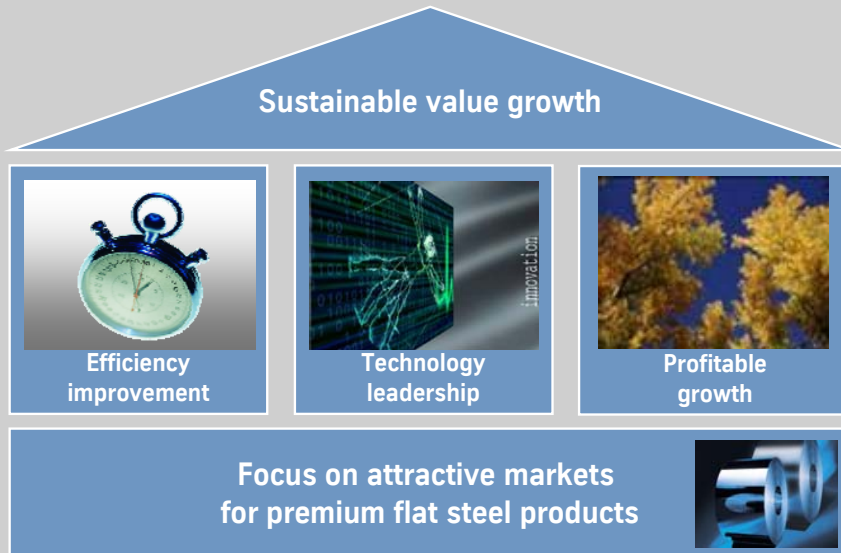 Sustainable value growth
innovation
Efficiency
improvement
Technology
leadership
Profitable
growth
Focus on attractive markets
for premium flat steel products